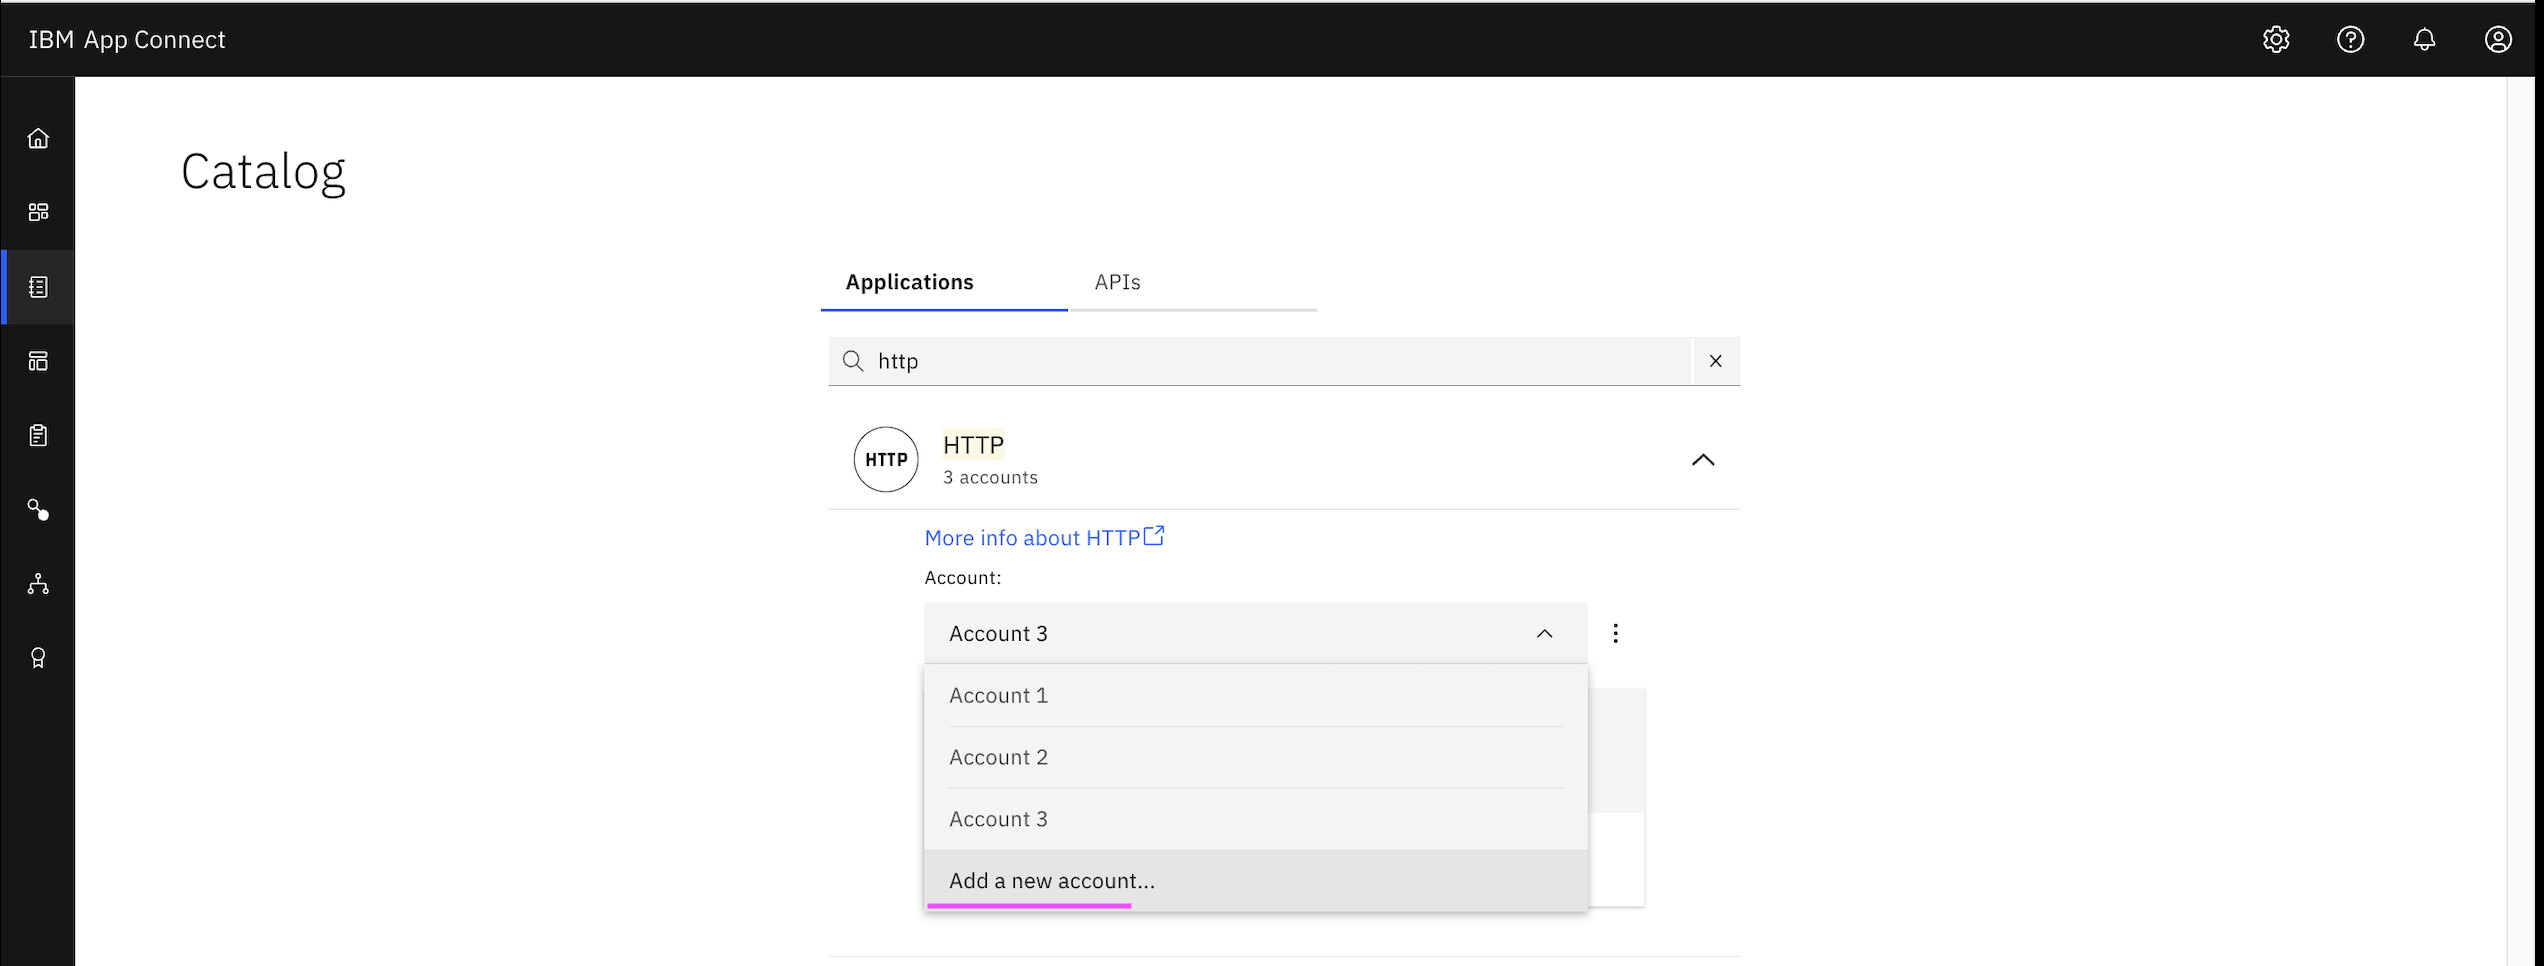 IBM App Connect
Catalog
Applications
APIs
http
HTTP
HTTP
3 accounts
More info about HTTP
Account:
Account 3
Account 1
Account 2
Account 3
Add a new account...